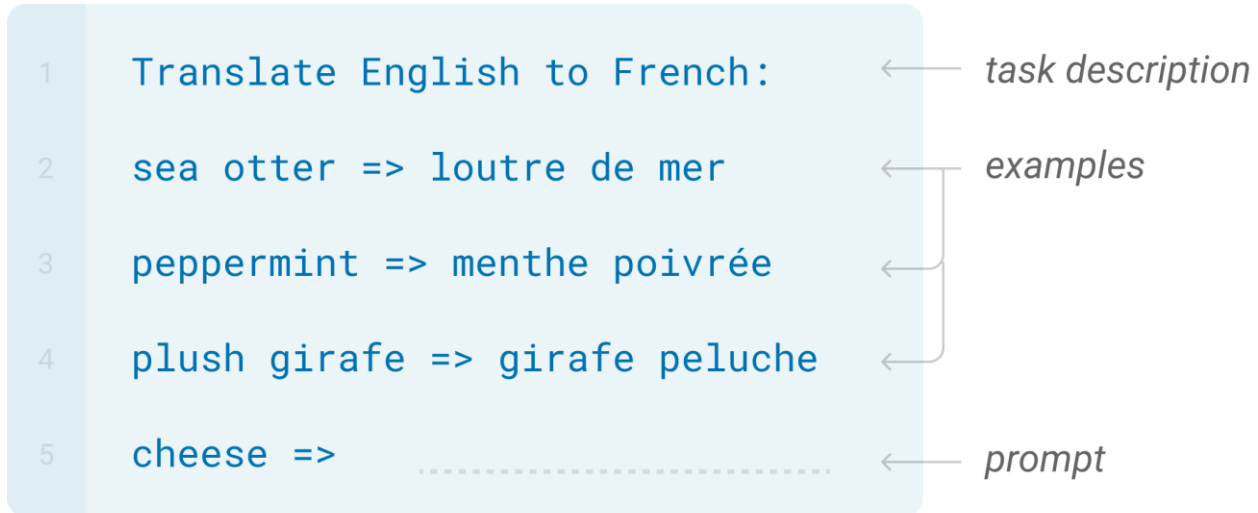 1 Translate English to French: task description
2 sea otter => loutre de mer examples
3 peppermint => menthe poivrée
4 plush girafe => girafe peluche
5 cheese => prompt